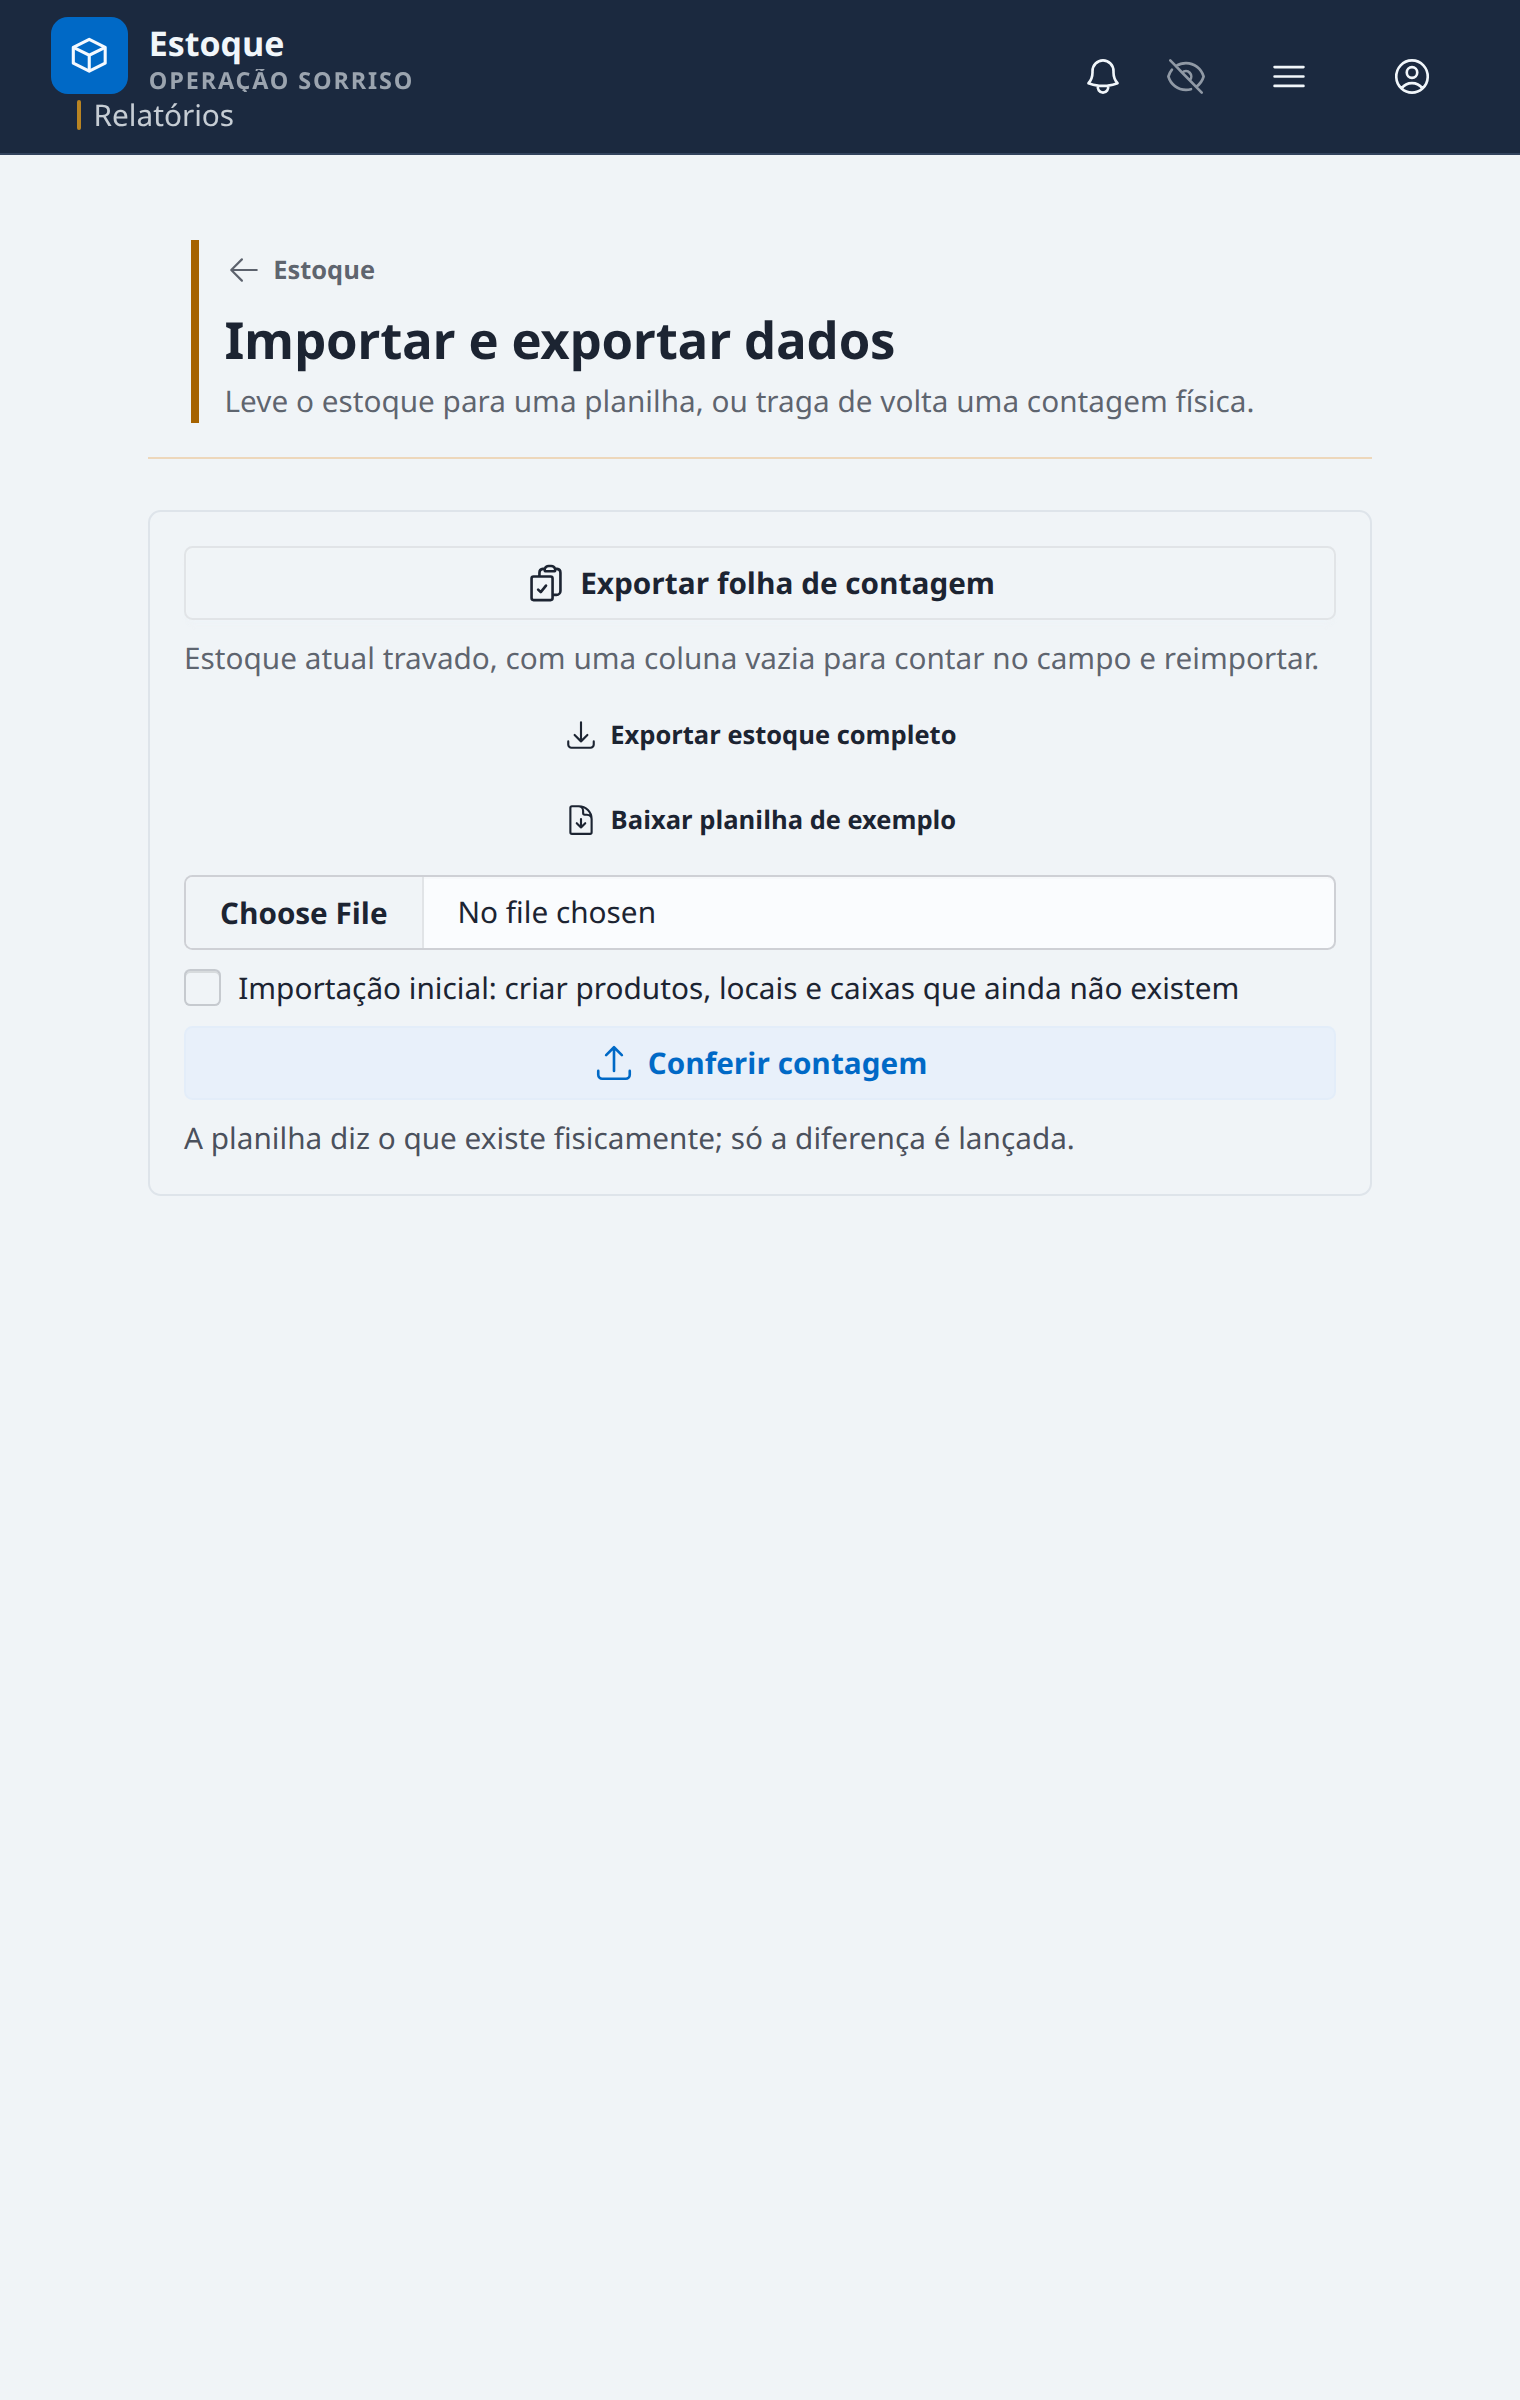 Estoque
OPERAÇÃO SORRISO
Relatórios
Estoque
Importar e exportar dados
Leve o estoque para uma planilha, ou traga de volta uma contagem física.
Exportar folha de contagem
Estoque atual travado, com uma coluna vazia para contar no campo e reimportar.
Exportar estoque completo
Baixar planilha de exemplo
Choose File
No file chosen
Importação inicial: criar produtos, locais e caixas que ainda não existem
Conferir contagem
A planilha diz o que existe fisicamente; só a diferença é lançada.